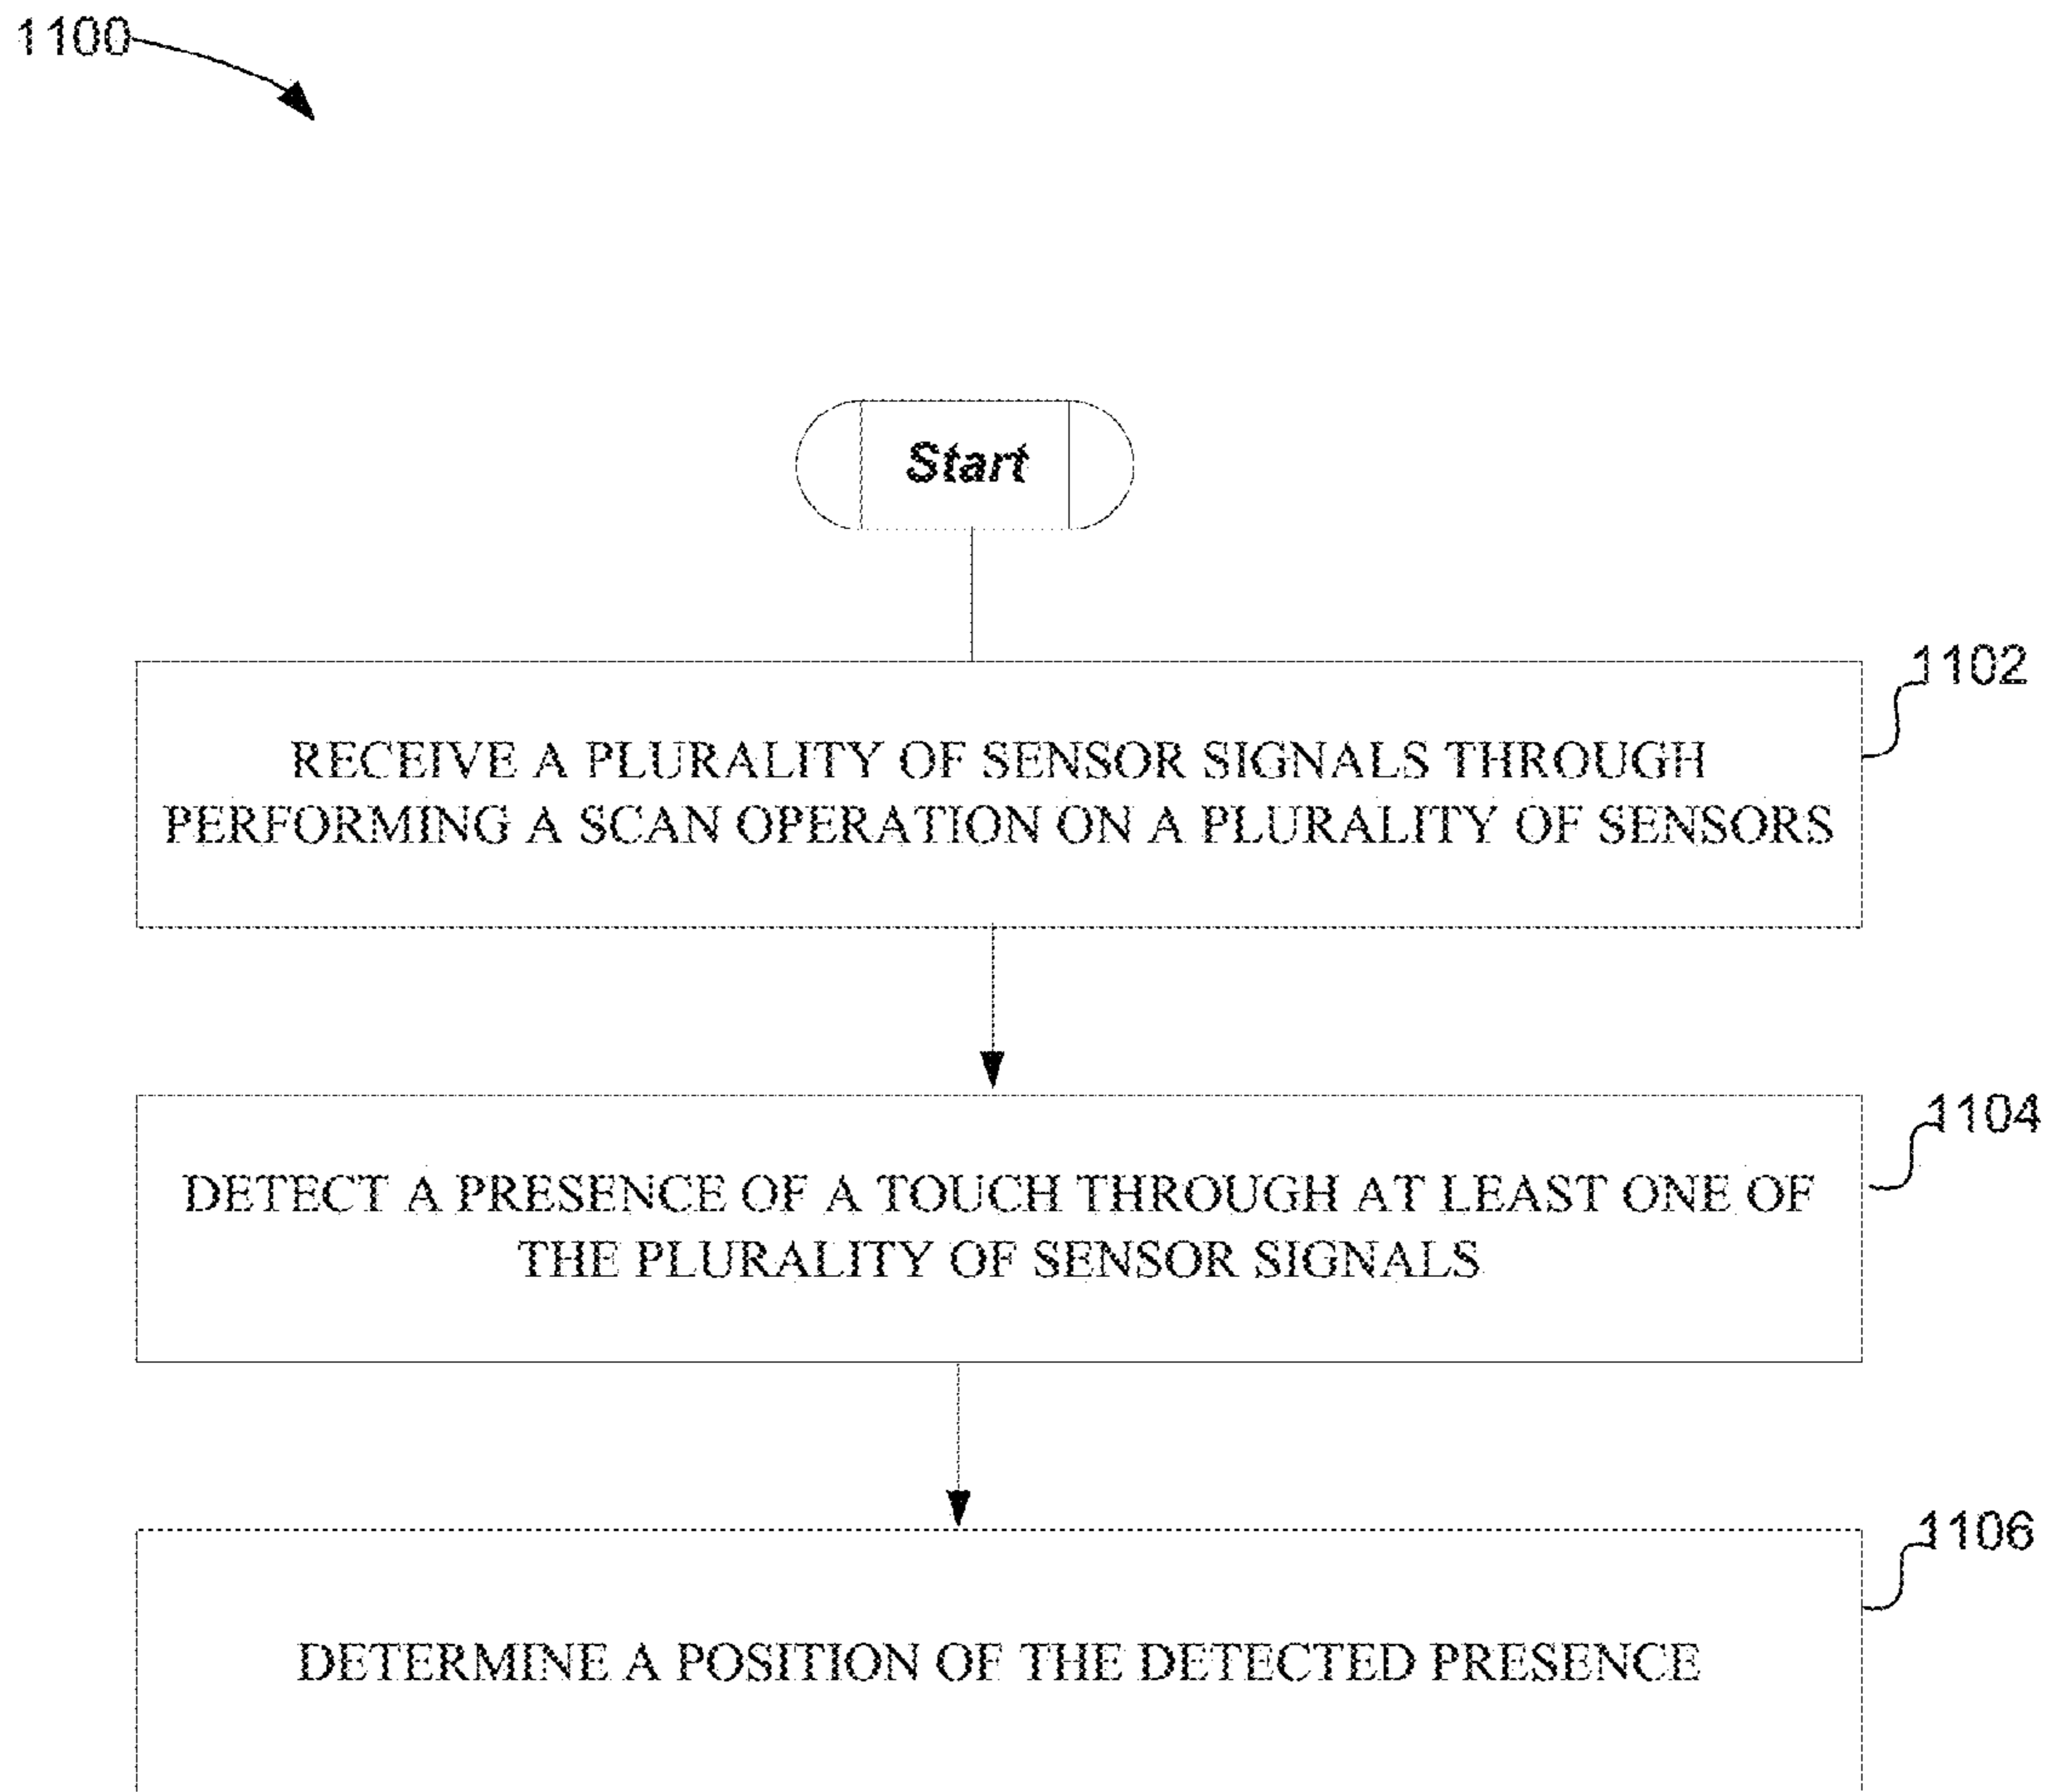 1100
Start
1102
RECEIVE A PLURALITY OF SENSOR SIGNALS THROUGH
PERFORMING A SCAN OPERATION ON A PLURALITY OF SENSORS
1104
DETECT A PRESENCE OF A TOUCH THROUGH AT LEAST ONE OF
THE PLURALITY OF SENSOR SIGNALS
1106
DETERMINE A POSITION OF THE DETECTED PRESENCE